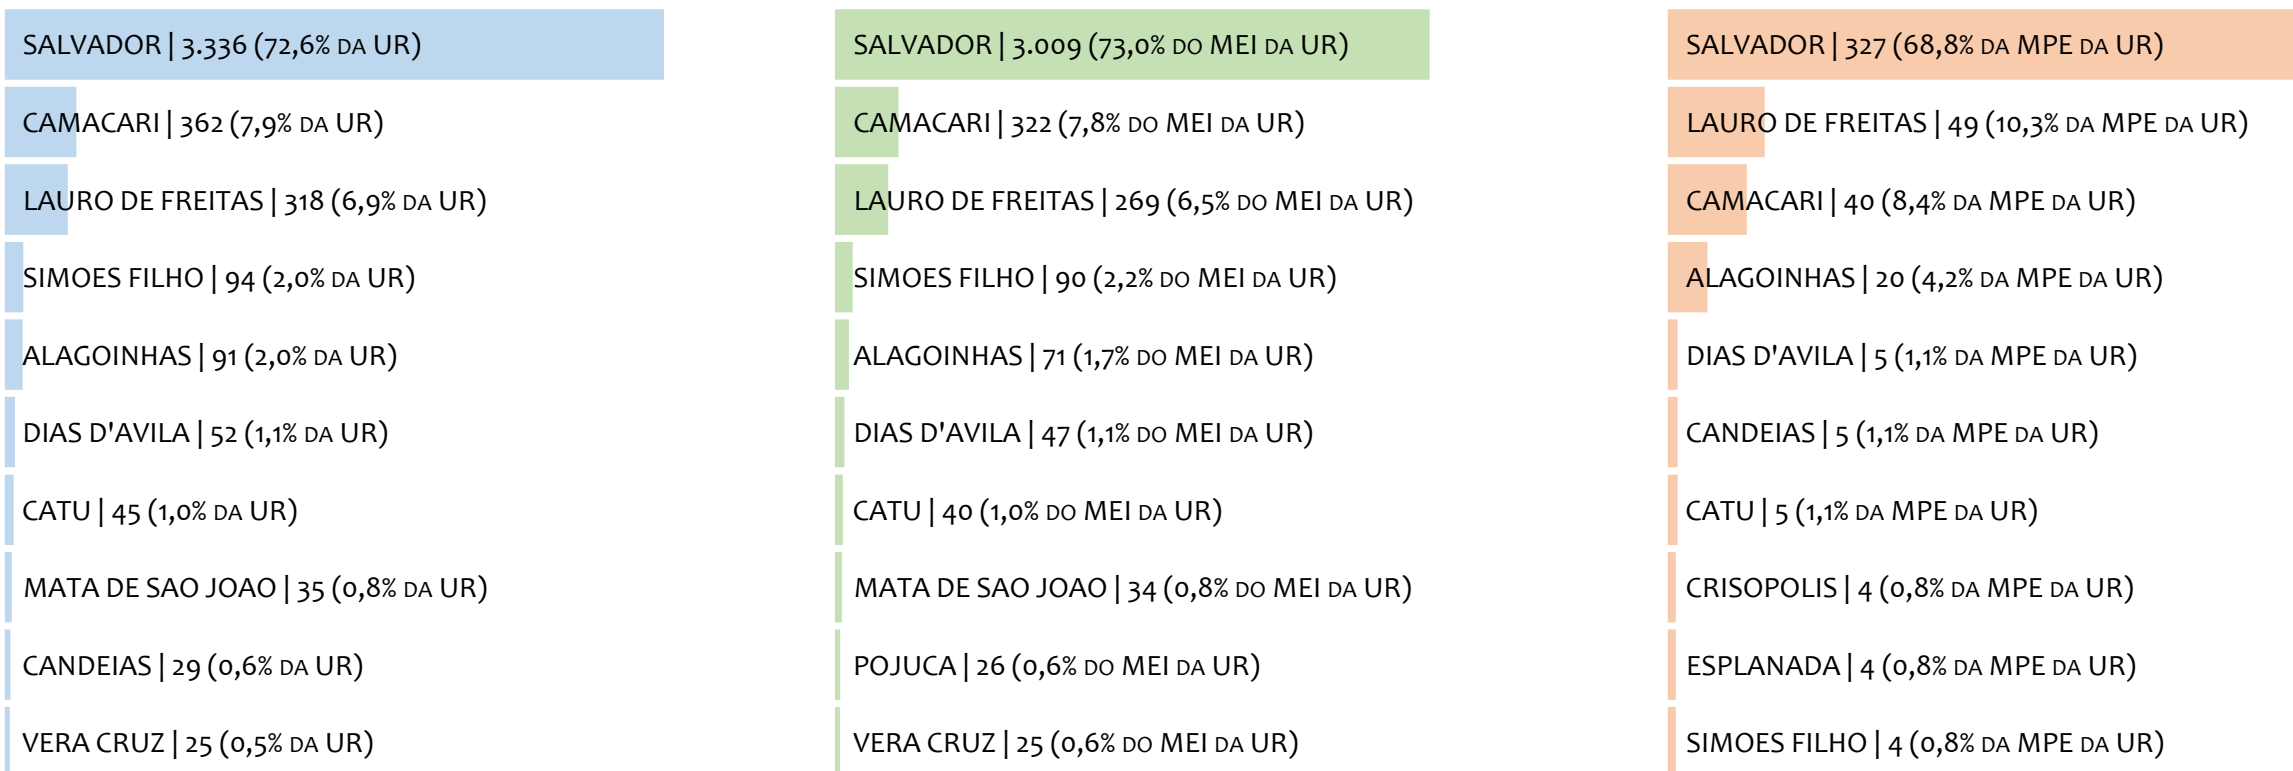 SALVADOR | 3.336 (72,6% DA UR)
CAMACARI | 362 (7,9% DA UR)
LAURO DE FREITAS | 318 (6,9% DA UR)
SIMOES FILHO | 94 (2,0% DA UR)
ALAGOINHAS | 91 (2,0% DA UR)
DIAS D'AVILA | 52 (1,1% DA UR)
CATU | 45 (1,0% DA UR)
MATA DE SAO JOAO | 35 (0,8% DA UR)
CANDEIAS | 29 (0,6% DA UR)
VERA CRUZ | 25 (0,5% DA UR)
SALVADOR | 3.009 (73,0% DO MEI DA UR)
CAMACARI | 322 (7,8% DO MEI DA UR)
LAURO DE FREITAS | 269 (6,5% DO MEI DA UR)
SIMOES FILHO | 90 (2,2% DO MEI DA UR)
ALAGOINHAS | 71 (1,7% DO MEI DA UR)
DIAS D'AVILA | 47 (1,1% DO MEI DA UR)
CATU | 40 (1,0% DO MEI DA UR)
MATA DE SAO JOAO | 34 (0,8% DO MEI DA UR)
POJUCA | 26 (0,6% DO MEI DA UR)
VERA CRUZ | 25 (0,6% DO MEI DA UR)
SALVADOR | 327 (68,8% DA MPE DA UR)
LAURO DE FREITAS | 49 (10,3% DA MPE DA UR)
CAMACARI | 40 (8,4% DA MPE DA UR)
ALAGOINHAS | 20 (4,2% DA MPE DA UR)
DIAS D'AVILA | 5 (1,1% DA MPE DA UR)
CANDEIAS | 5 (1,1% DA MPE DA UR)
CATU | 5 (1,1% DA MPE DA UR)
CRISOPOLIS | 4 (0,8% DA MPE DA UR)
ESPLANADA | 4 (0,8% DA MPE DA UR)
SIMOES FILHO | 4 (0,8% DA MPE DA UR)